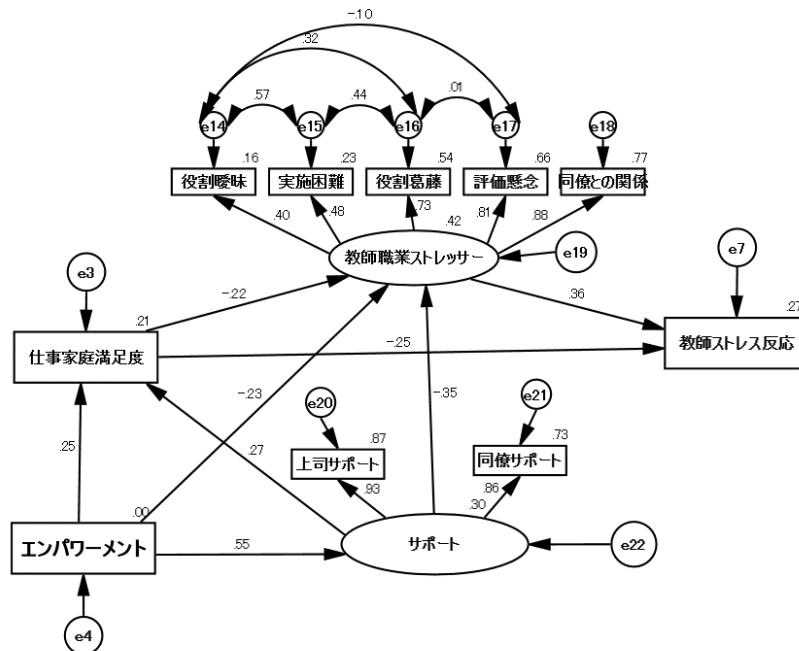 -.10
.32
.57
.44
.01
e14
e15
e16
e17
e18
.16
.23
.54
.66
.77
役割曖昧
実施困難
役割葛藤
評価懸念
同僚との関係
.40
.48
.73
.81
.88
.42
教師職業ストレッサー
e19
e3
e7
-.22
.36
.21
.27
仕事家庭満足度
教師ストレス反応
-.25
-.23
-.35
e20
e21
.87
.73
上司サポート
同僚サポート
.25
.27
.93
.86
.30
.00
エンパワーメント
.55
サポート
e22
e4